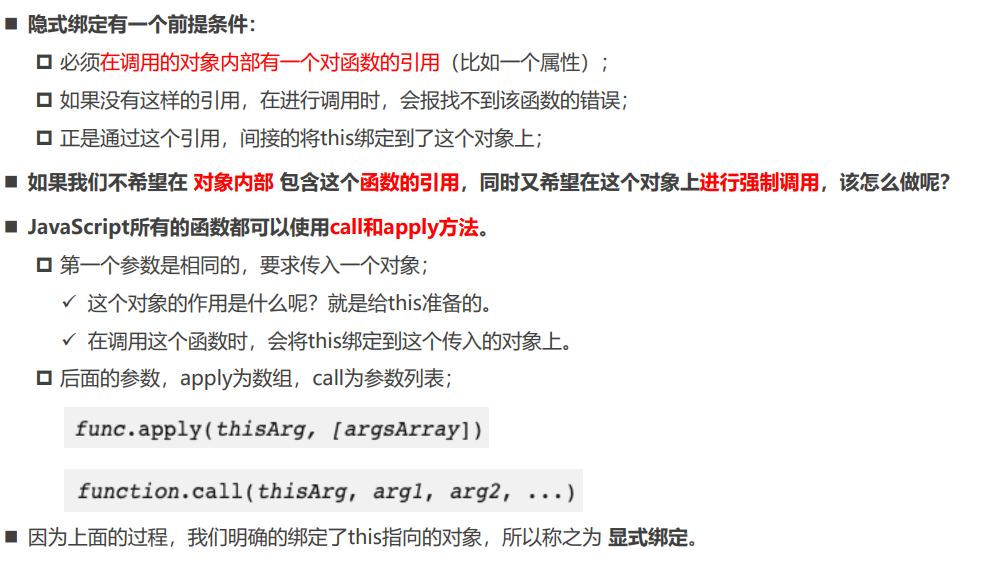 ■ 隐式绑定有一个前提条件：
必须在调用的对象内部有一个对函数的引用（比如一个属性）；
如果没有这样的引用，在进行调用时，会报找不到该函数的错误；
正是通过这个引用，间接的将this绑定到了这个对象上；
■ 如果我们不希望在 对象内部 包含这个函数的引用，同时又希望在这个对象上进行强制调用，该怎么做呢？
■ JavaScript所有的函数都可以使用call和apply方法。
第一个参数是相同的，要求传入一个对象；
✓ 这个对象的作用是什么呢？就是给this准备的。
✓ 在调用这个函数时，会将this绑定到这个传入的对象上。
后面的参数，apply为数组，call为参数列表；
func.apply(thisArg, [argsArray])
function.call(thisArg, arg1, arg2, ...)
■ 因为上面的过程，我们明确的绑定了this指向的对象，所以称之为 显式绑定。